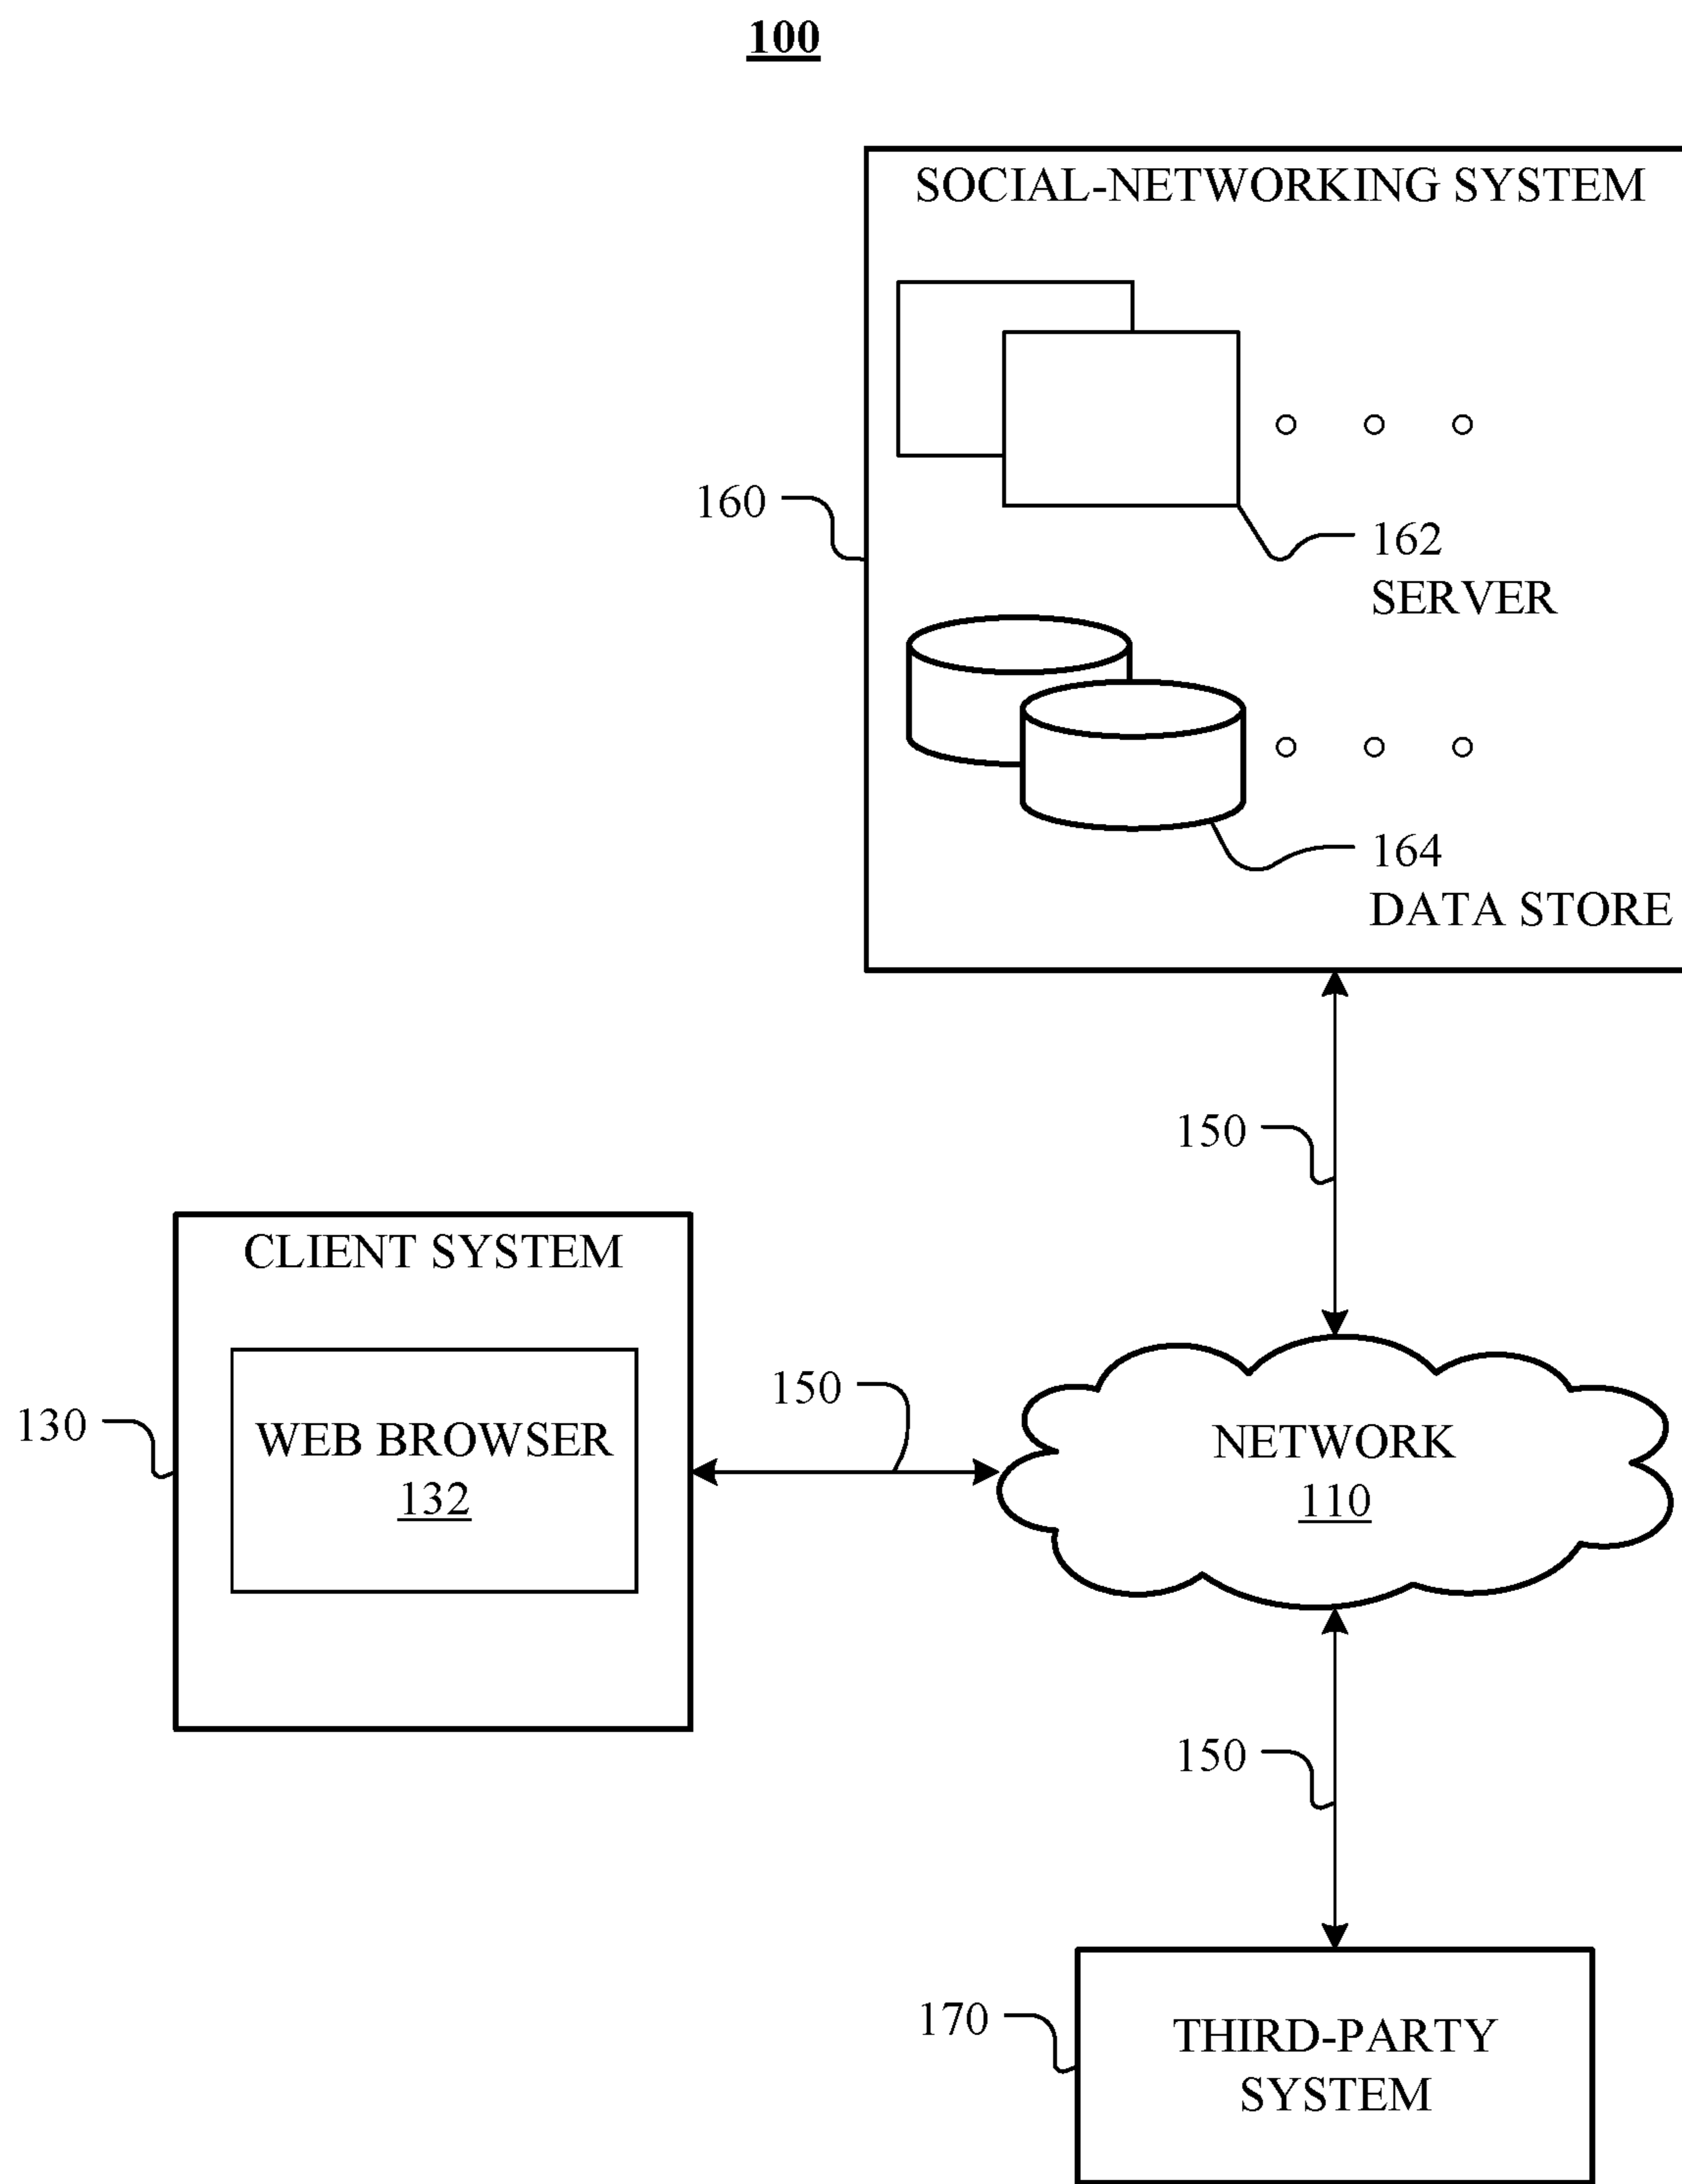 100
SOCIAL-NETWORKING SYSTEM
160
162
SERVER
164
DATA STORE
150
CLIENT SYSTEM
130
WEB BROWSER
132
150
NETWORK
110
150
170
THIRD-PARTY
SYSTEM